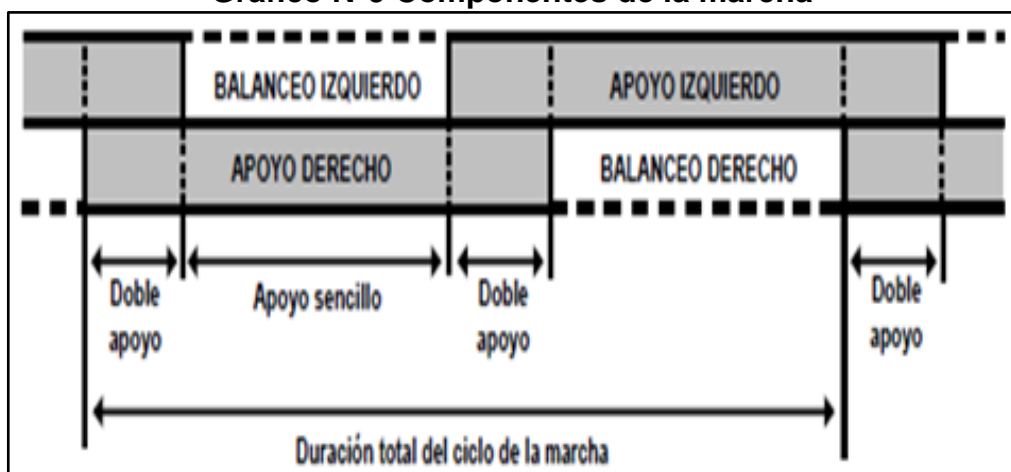 Gráfico Nº6 Componentes de la marcha
BALANCEO IZQUIERDO
APOYO IZQUIERDO
APOYO DERECHO
BALANCEO DERECHO
Doble
apoyo
Apoyo sencillo
Doble
apoyo
Doble
apoyo
Duración total del ciclo de la marcha